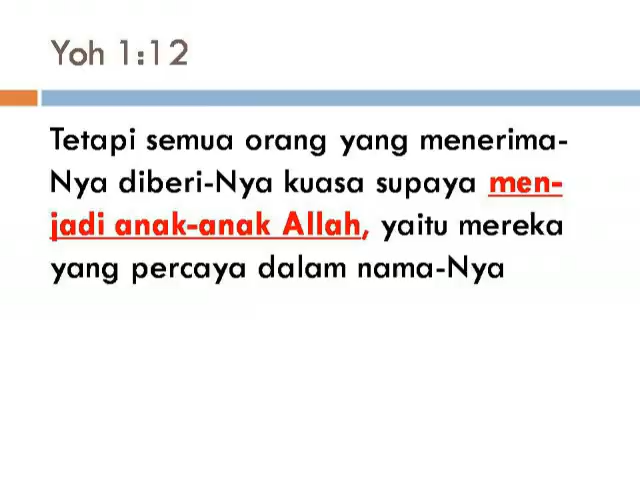 Yoh 1:12
Tetapi semua orang yang menerima-
Nya diberi-Nya kuasa supaya men-
jadi anak-anak Allah, yaitu mereka
yang percaya dalam nama-Nya